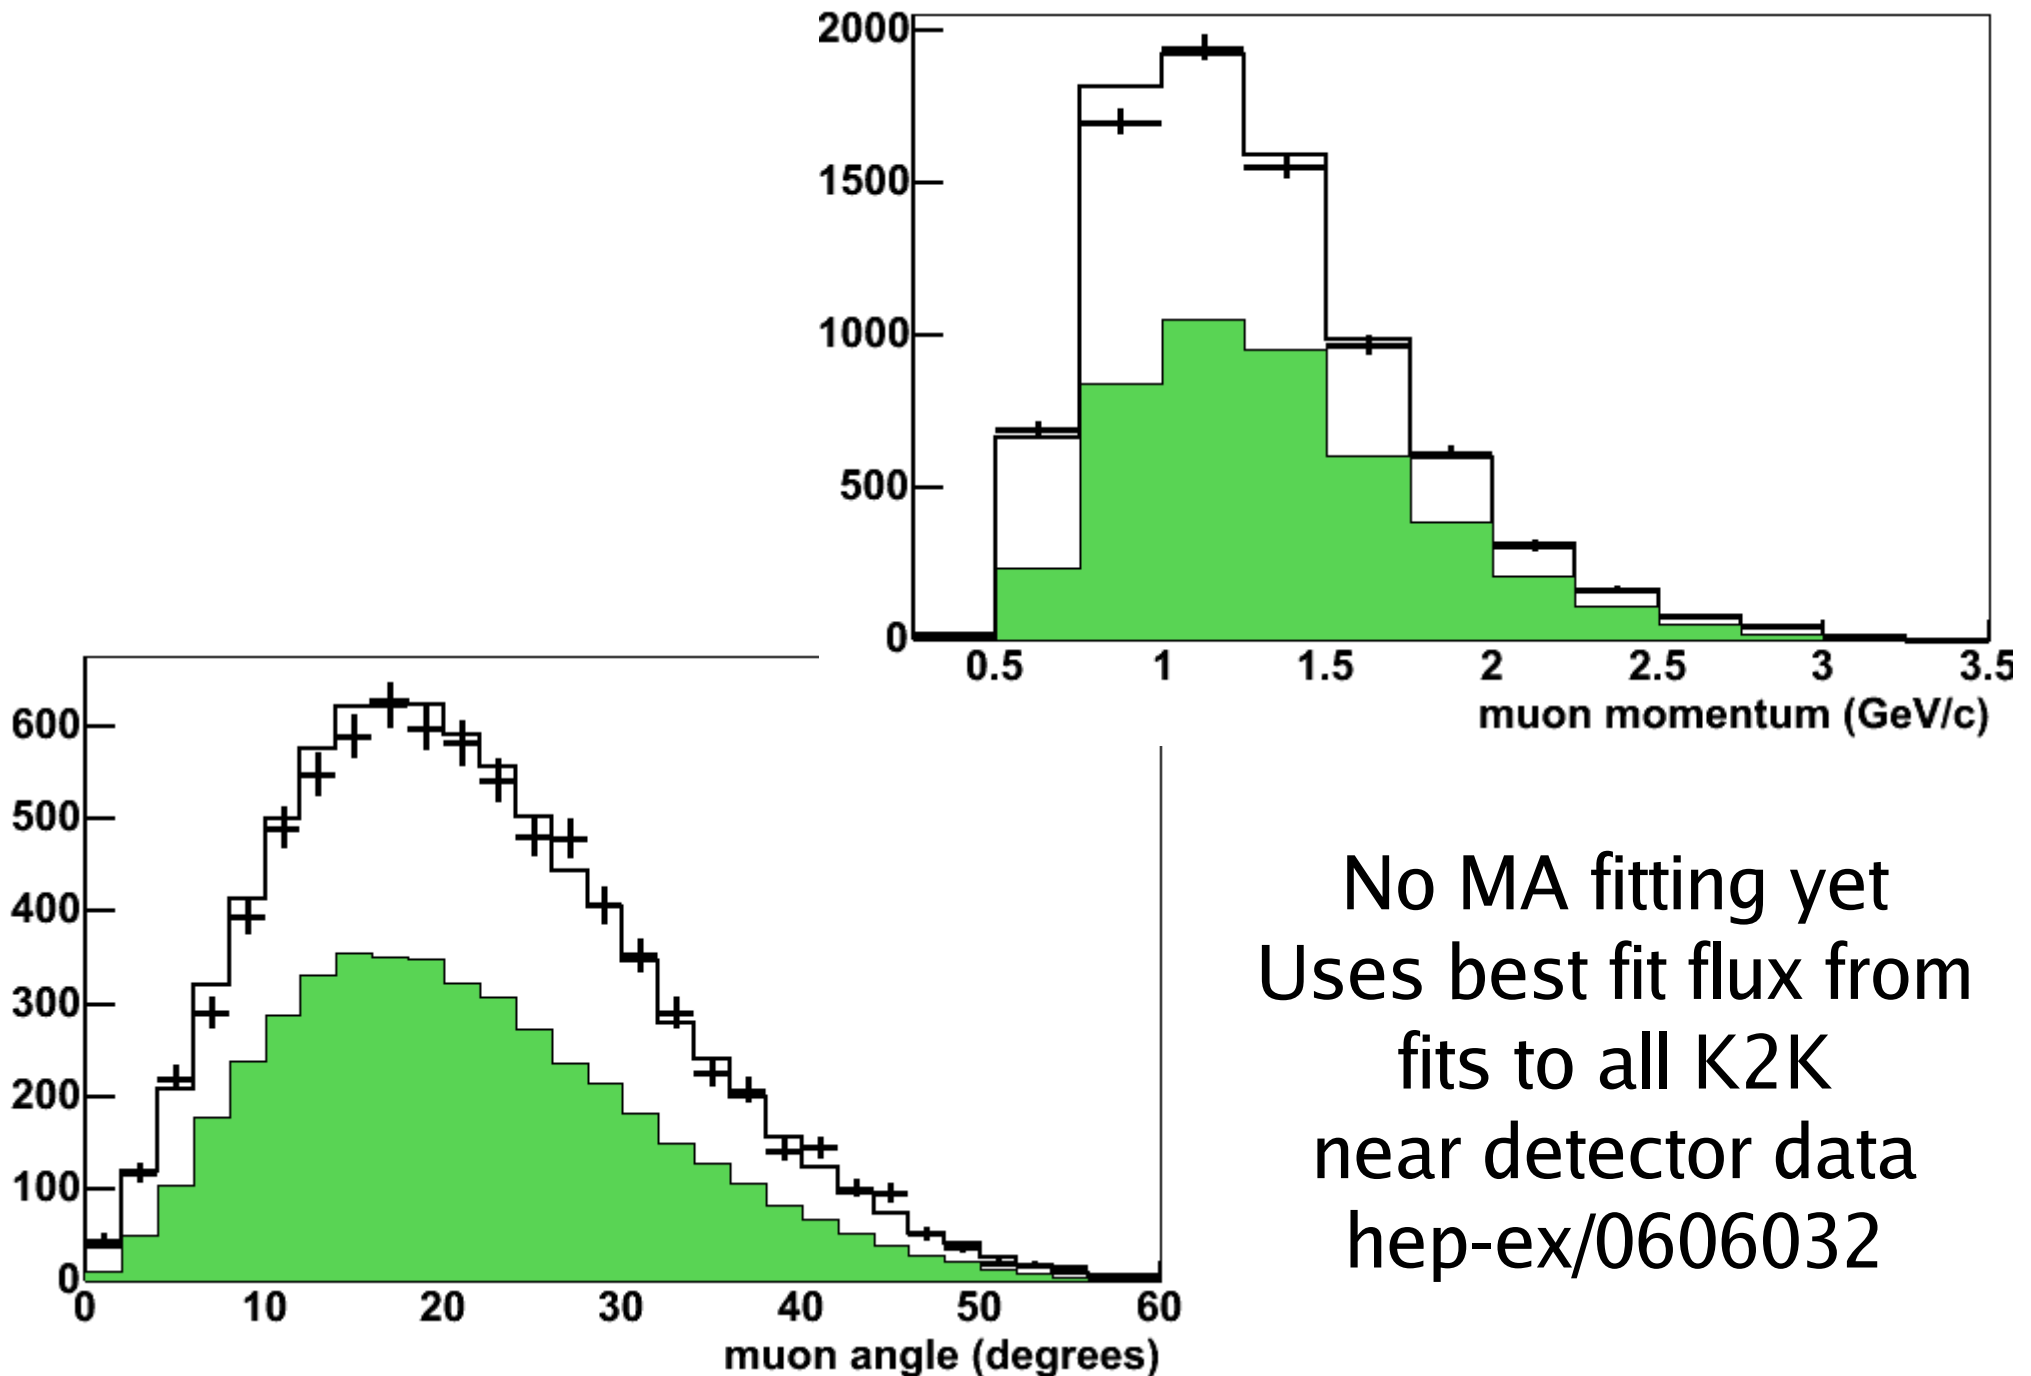 2000
1500
1000
500
0
0.5 1 1.5 2 2.5 3 3.5
muon momentum (GeV/c)
600
500
400
300
200
100
0
0 10 20 30 40 50 60
muon angle (degrees)
No MA fitting yet
Uses best fit flux from
fits to all K2K
near detector data
hep-ex/0606032